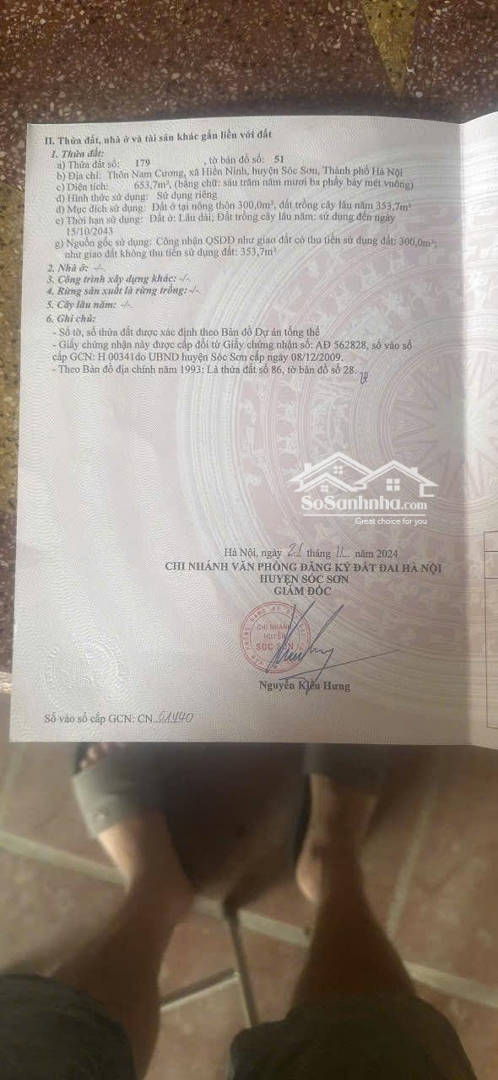 II. Thửa đất, nhà ở và tài sản khác gắn liền với đất
1. Thửa đất:
a) Thửa đất số: 179 , tờ bản đồ số: 51
b) Địa chỉ: Thôn Nam Cương, xã Hiền Ninh, huyện Sóc Sơn, Thành phố Hà Nội
c) Diện tích: 653,7m², (bằng chữ: sáu trăm năm mươi ba phẩy bảy mét vuông)
d) Hình thức sử dụng: Sử dụng riêng
đ) Mục đích sử dụng: Đất ở tại nông thôn 300,0m², đất trồng cây lâu năm 353,7m²
e) Thời hạn sử dụng: Đất ở: Lâu dài; Đất trồng cây lâu năm: sử dụng đến ngày
15/10/2043
g) Nguồn gốc sử dụng: Công nhận QSDĐ như giao đất có thu tiền sử dụng đất: 300,0m²;
như giao đất không thu tiền sử dụng đất: 353,7m²
2. Nhà ở: -/-
3. Công trình xây dựng khác: -/-
4. Rừng sản xuất là rừng trồng: -/-
5. Cây lâu năm: -/-
6. Ghi chú:
- Số tờ, số thửa đất được xác định theo Bản đồ Dự án tổng thể
- Giấy chứng nhận này được cấp đổi từ Giấy chứng nhận số: AĐ 562828, số vào sổ
cấp GCN: H 00341do UBND huyện Sóc Sơn cấp ngày 08/12/2009.
- Theo Bản đồ địa chính năm 1993: Là thửa đất số 86, tờ bản đồ số 28.
SoSanhnha.com
Great choice for you
Hà Nội, ngày 21 tháng 11 năm 2024
CHI NHÁNH VĂN PHÒNG ĐĂNG KÝ ĐẤT ĐAI HÀ NỘI
HUYỆN SÓC SƠN
GIÁM ĐỐC
CHI NHÁNH
HUYỆN
SÓC SƠN
Nguyễn Kiều Hưng
Số vào sổ cấp GCN: CN 61440